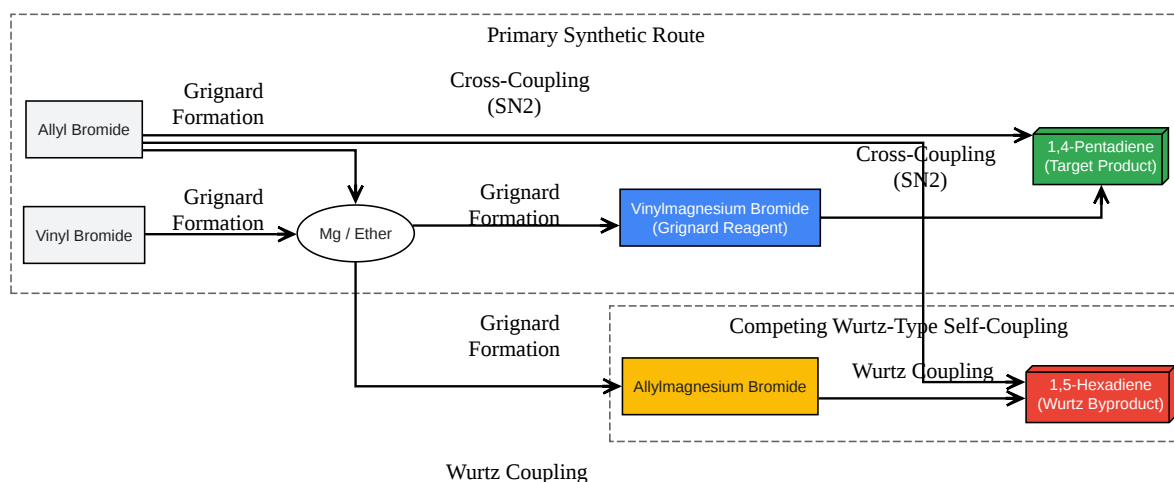 Primary Synthetic Route
Grignard
Formation
Cross-Coupling
(SN2)
Allyl Bromide
1,4-Pentadiene
(Target Product)
Cross-Coupling
(SN2)
Grignard
Formation
Grignard
Formation
Vinyl Bromide
Mg / Ether
Vinylmagnesium Bromide
(Grignard Reagent)
Grignard
Formation
Competing Wurtz-Type Self-Coupling
Allylmagnesium Bromide
Wurtz Coupling
1,5-Hexadiene
(Wurtz Byproduct)
Wurtz Coupling